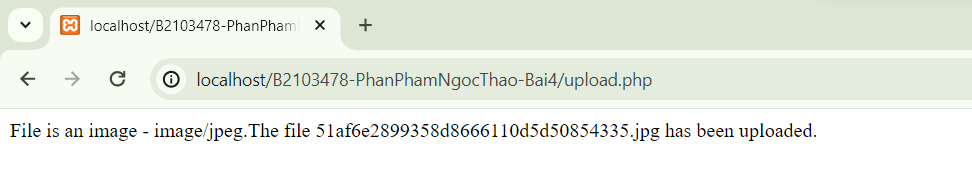 localhost/B2103478-PhanPham
localhost/B2103478-PhanPhamNgocThao-Bai4/upload.php
File is an image - image/jpeg.The file 51af6e2899358d8666110d5d50854335.jpg has been uploaded.